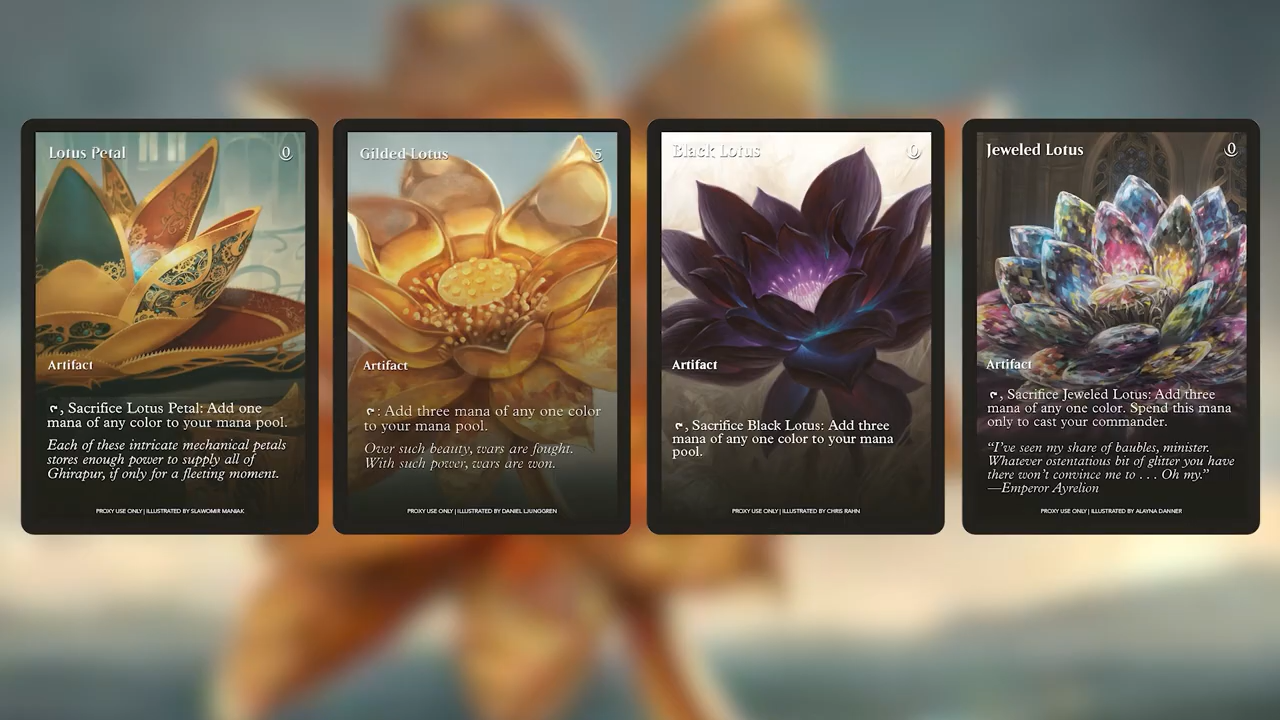 Lotus Petal 0
Artifact
, Sacrifice Lotus Petal: Add one
mana of any color to your mana pool.
Each of these intricate mechanical petals
stores enough power to supply all of
Ghirapur, if only for a fleeting moment.
PROXY USE ONLY | ILLUSTRATED BY SLAWOMIR MANIAK
Gilded Lotus 5
Artifact
: Add three mana of any one color
to your mana pool.
Over such beauty, wars are fought.
With such power, wars are won.
PROXY USE ONLY | ILLUSTRATED BY DANIEL LJUNGGREN
Black Lotus 0
Artifact
, Sacrifice Black Lotus: Add three
mana of any one color to your mana
pool.
PROXY USE ONLY | ILLUSTRATED BY CHRIS RAHN
Jeweled Lotus 0
Artifact
, Sacrifice Jeweled Lotus: Add three
mana of any one color. Spend this mana
only to cast your commander.
“I’ve seen my share of baubles, minister.
Whatever ostentatious bit of glitter you have
there won’t convince me to . . . Oh my.”
—Emperor Ayrelion
PROXY USE ONLY | ILLUSTRATED BY ALAYNA DANNER